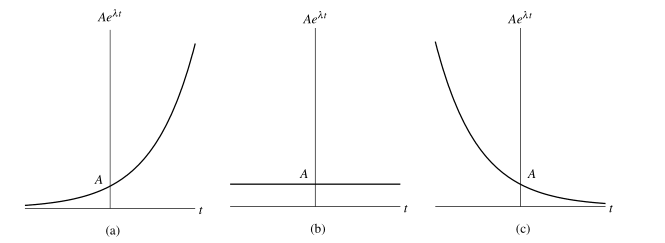 Ae^{λt} Ae^{λt} Ae^{λt}
A A A
t t t
(a) (b) (c)